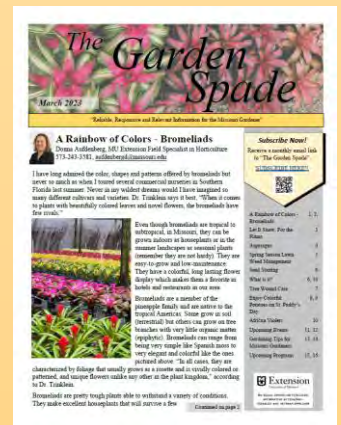 The Garden
Spade
March 2023
"Reliable, Responsive and Relevant Information for the Missouri Gardener"
A Rainbow of Colors - Bromeliads
Donna Aufdenberg, MU Extension Field Specialist in Horticulture
573-243-3581, aufdenbergd@missouri.edu
I have long admired the color, shapes and patterns offered by bromeliads but
never so much as when I toured several commercial nurseries in Southern
Florida last summer. Never in my wildest dreams would I have imagined so
many different cultivars and varieties. Dr. Trinklein says it best, "When it comes
to plants with beautifully colored leaves and novel flowers, the bromeliads have
few rivals."
Even though bromeliads are tropical to
subtropical, in Missouri, they can be
grown indoors as houseplants or in the
summer landscapes as seasonal plants
(remember they are not hardy). They are
easy-to-grow and low-maintenance.
They have a colorful, long lasting flower
display which makes them a favorite in
hotels and restaurants in our area.
Bromeliads are a member of the
pineapple family and are native to the
tropical Americas. Some grow in soil
(terrestrial) but others can grow on tree
branches with very little organic matter
(epiphytic). Bromeliads can range from
being very simple like Spanish moss to
very elegant and colorful like the ones
pictured above. "In all cases, they are
characterized by foliage that usually grows as a rosette and is vividly colored or
patterned, and unique flowers unlike any other in the plant kingdom," according
to Dr. Trinklein.
Bromeliads are pretty tough plants able to withstand a variety of conditions.
They make excellent houseplants that will survive a few
Continued on page 2
Subscribe Now!
Receive a monthly email link
to "The Garden Spade".
SUBSCRIBE HERE!!
A Rainbow of Colors - 1, 2,
Bromeliads
Let It Snow: For the
Plants
Asparagus
Spring Season Lawn
Weed Management
Seed Starting
What is it? 6, 10
Tree Wound Care
Enjoy Colorful 8, 9
Potatoes on St. Paddy's
Day
African Violets 10
Upcoming Events 11, 12
Gardening Tips for
Missouri Gardeners
Upcoming Programs
Extension
University of Missouri